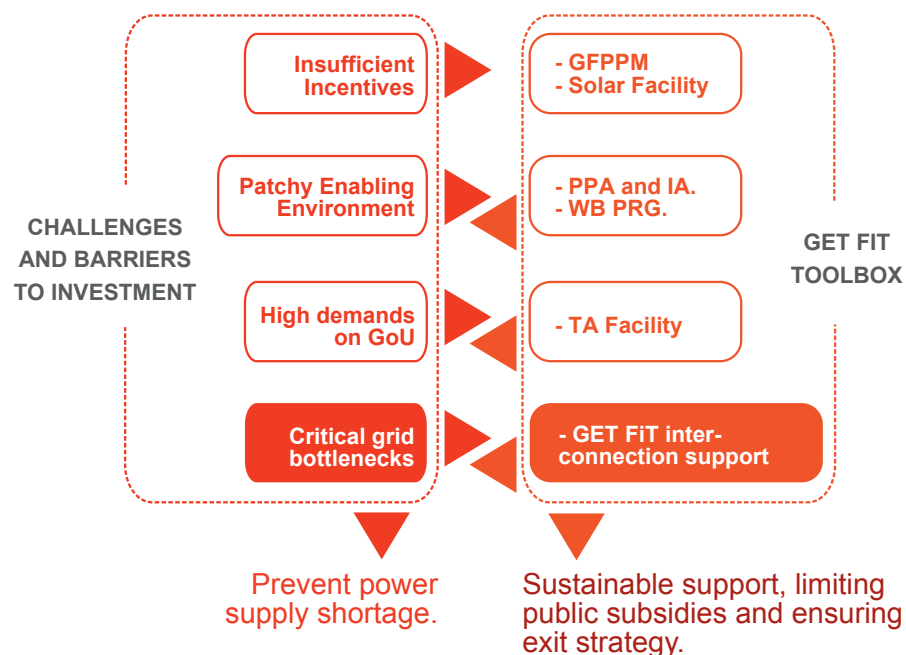 CHALLENGES
AND BARRIERS
TO INVESTMENT
Insufficient
Incentives
- GFPPM
- Solar Facility
Patchy Enabling
Environment
- PPA and IA.
- WB PRG.
High demands
on GoU
- TA Facility
Critical grid
bottlenecks
- GET FiT inter-
connection support
GET FIT
TOOLBOX
Prevent power
supply shortage.
Sustainable support, limiting
public subsidies and ensuring
exit strategy.